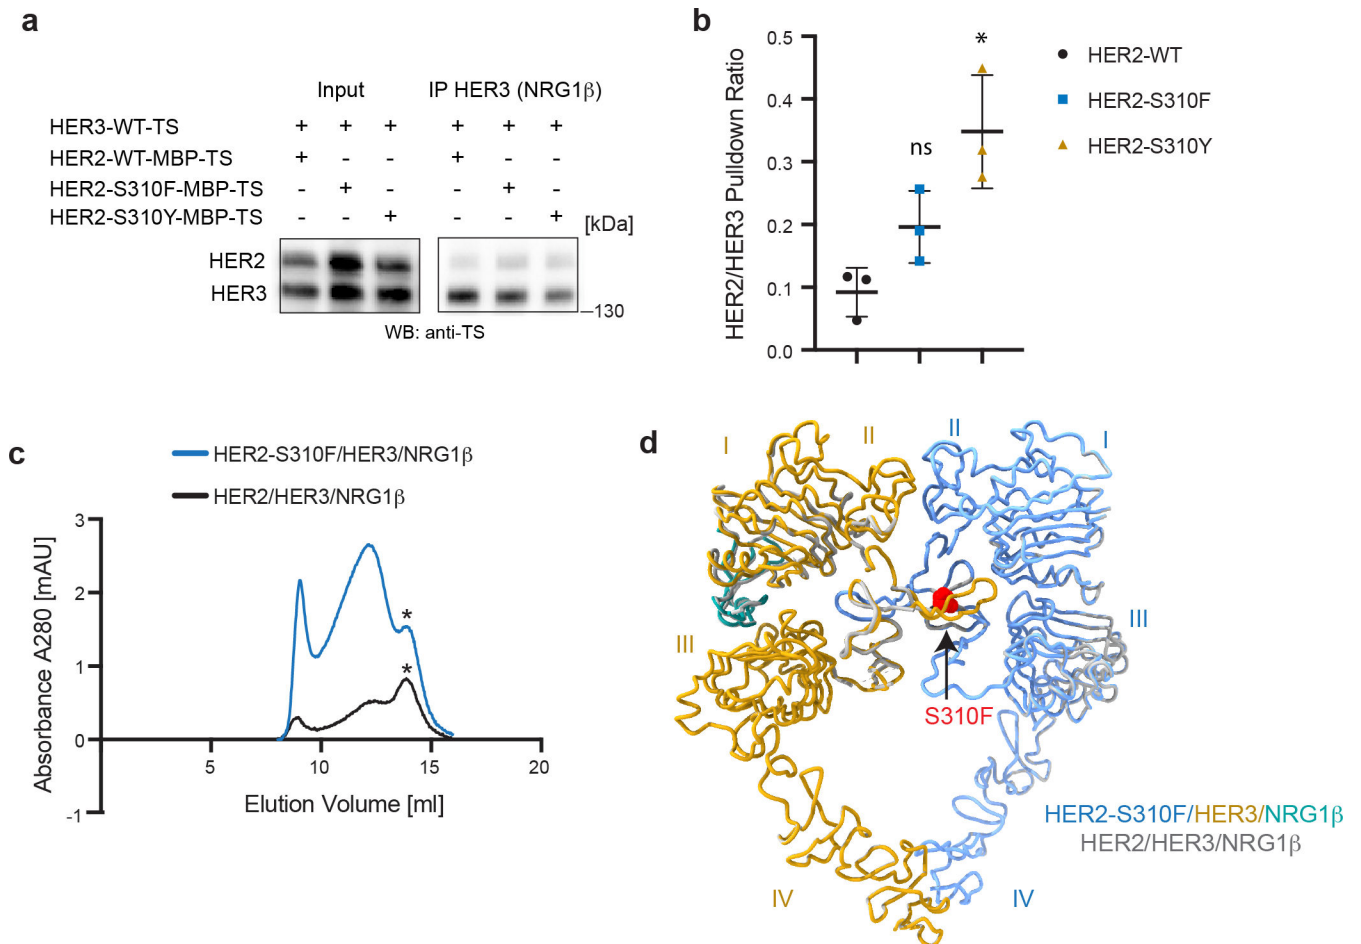 a
Input
IP HER3 (NRG1β)
HER3-WT-TS + + + + + +
HER2-WT-MBP-TS + - - + - -
HER2-S310F-MBP-TS - + - - + -
HER2-S310Y-MBP-TS - - + - - +
[kDa]
HER2
HER3
–130
WB: anti-TS
b
HER2/HER3 Pulldown Ratio
0.5
0.4
0.3
0.2
0.1
0.0
ns
*
HER2-WT
HER2-S310F
HER2-S310Y
c
HER2-S310F/HER3/NRG1β
HER2/HER3/NRG1β
Absorbance A280 [mAU]
3
2
1
0
-1
*
*
5 10 15 20
Elution Volume [ml]
d
I II II I
III III
S310F
IV IV
HER2-S310F/HER3/NRG1β
HER2/HER3/NRG1β